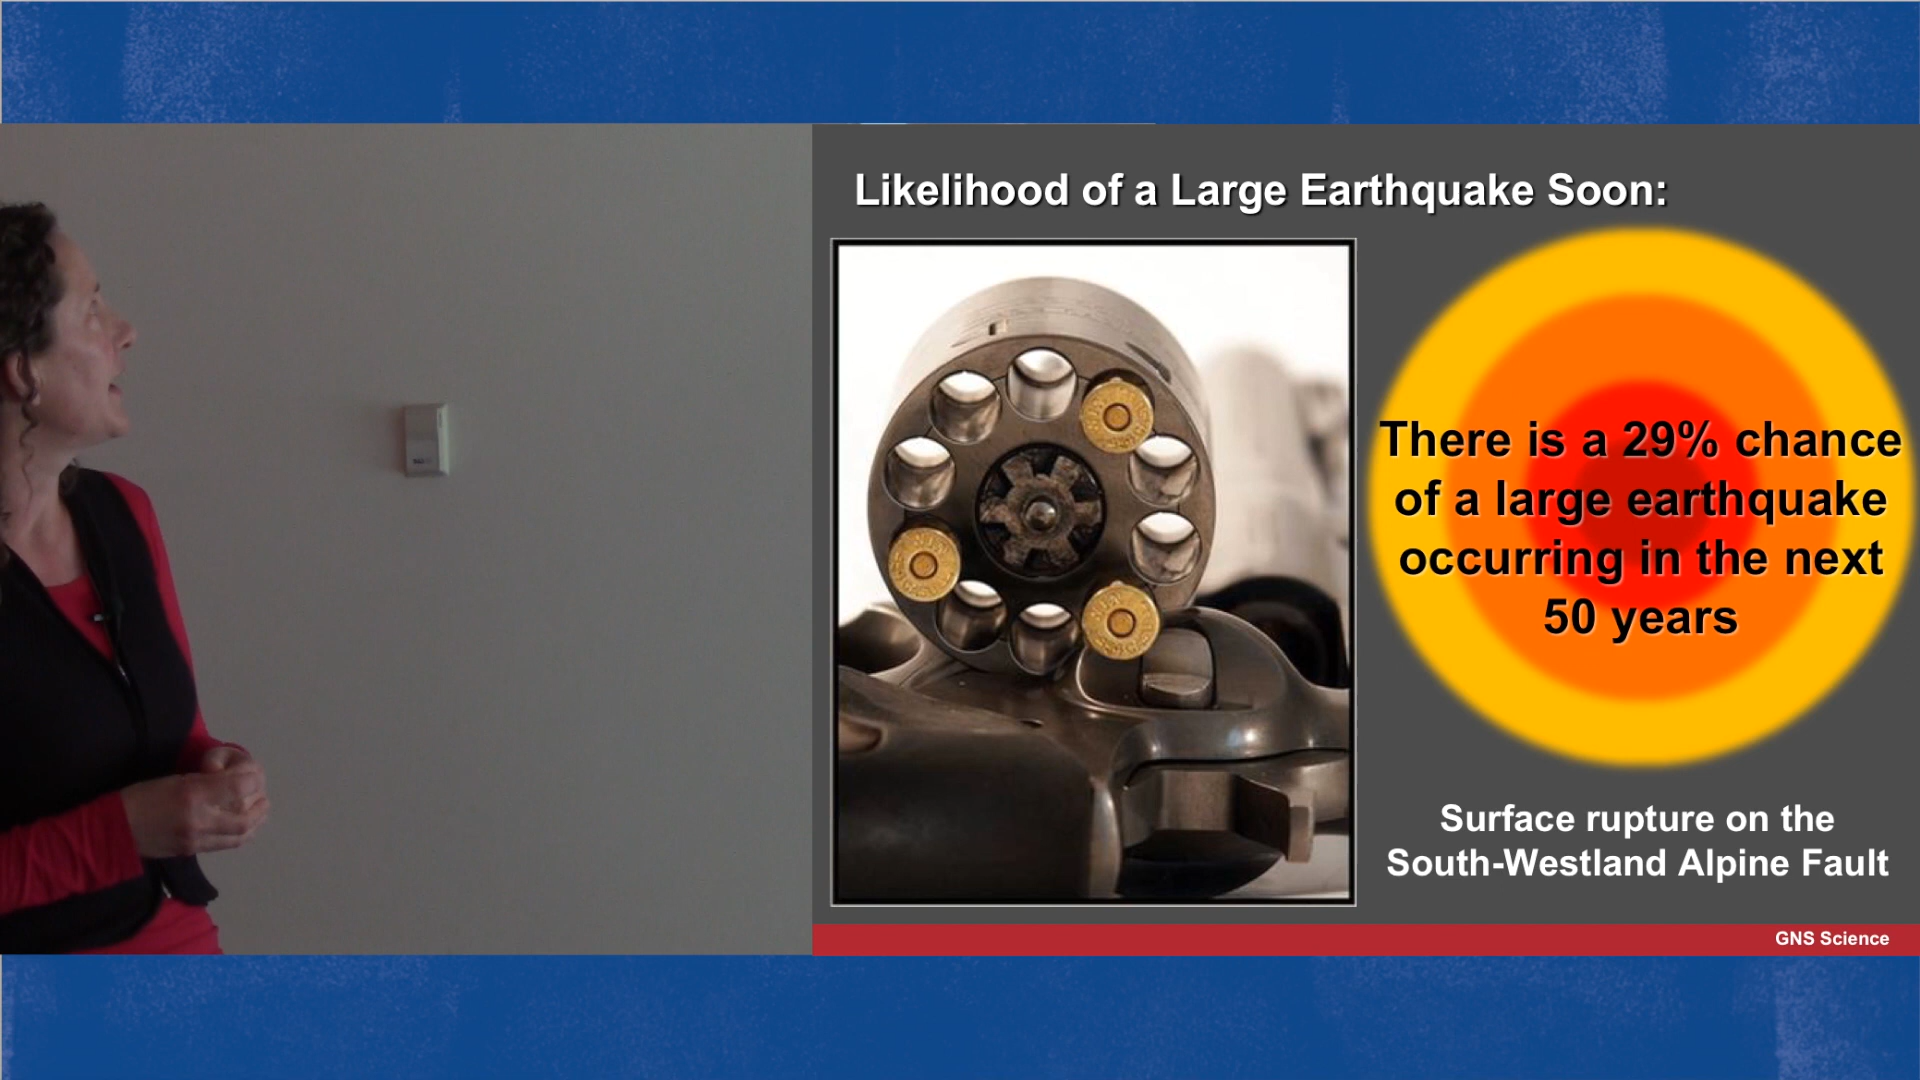 Likelihood of a Large Earthquake Soon:
There is a 29% chance
of a large earthquake
occurring in the next
50 years
Surface rupture on the
South-Westland Alpine Fault
GNS Science